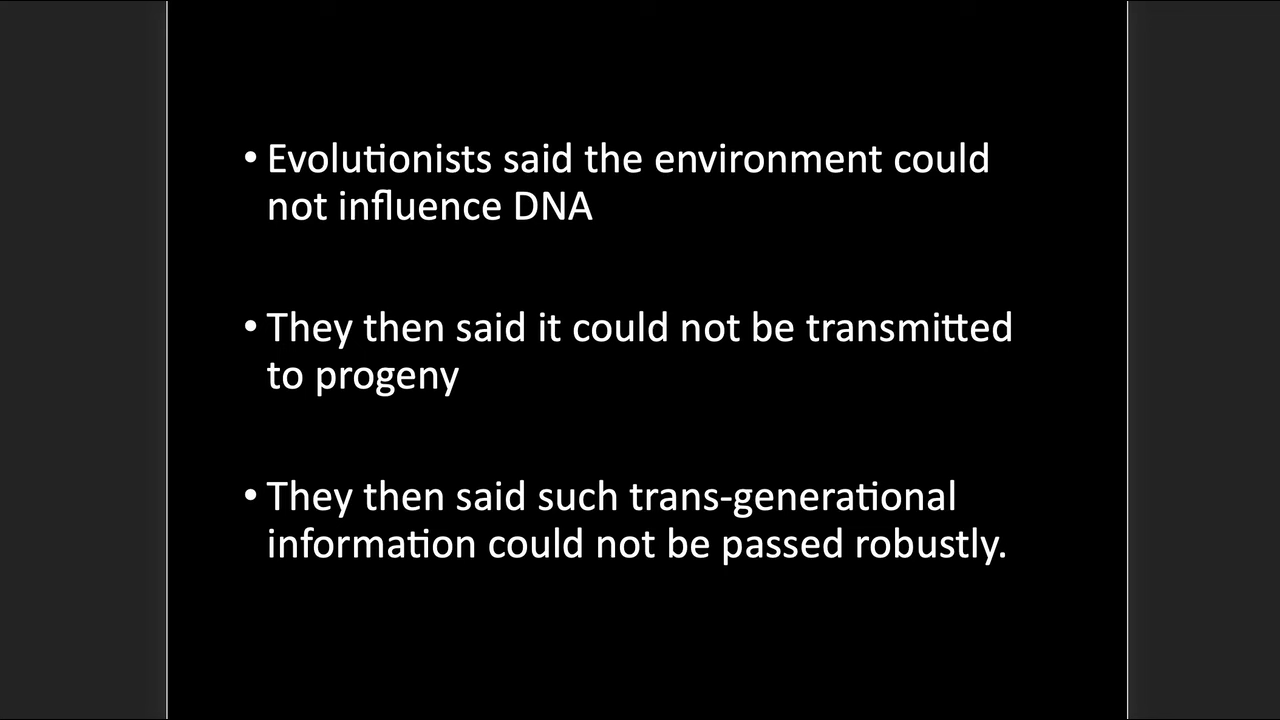 • Evolutionists said the environment could
not influence DNA
• They then said it could not be transmitted
to progeny
• They then said such trans-generational
information could not be passed robustly.